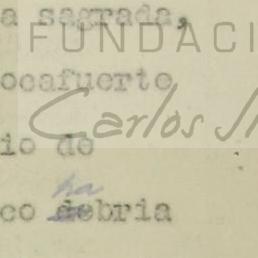 a sagrada,
FUNDACI
ocafuerte
Carlos
io de
ha
co debria